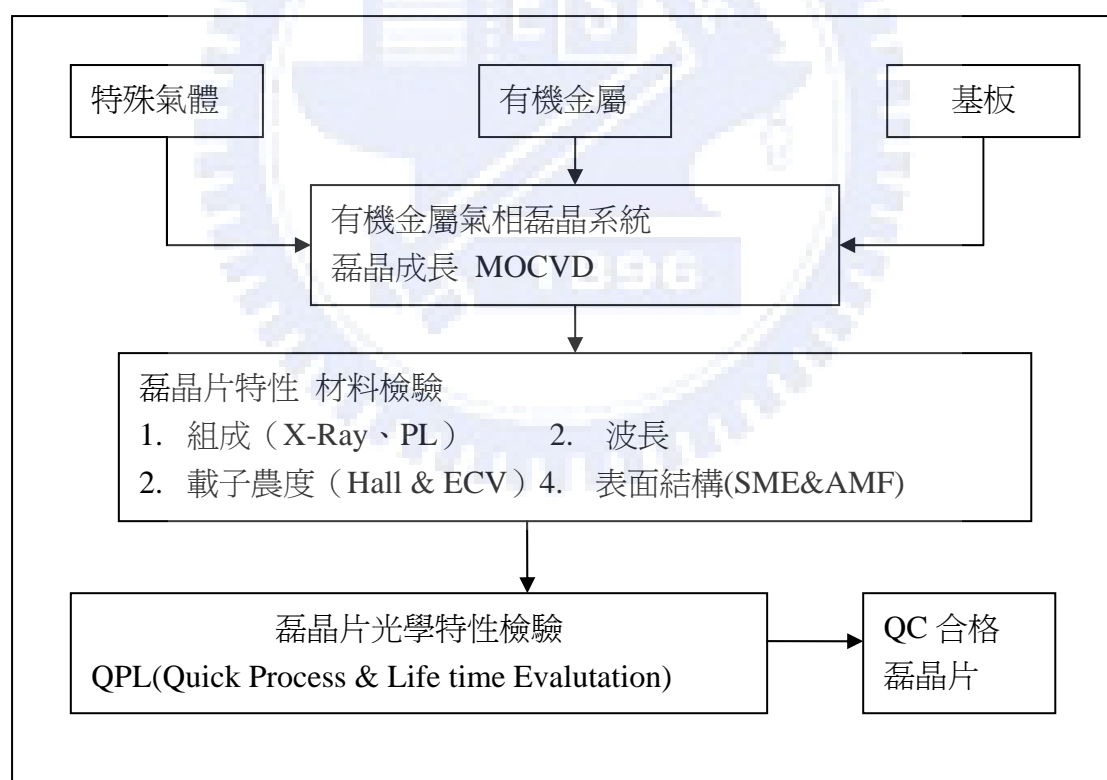 特殊氣體
有機金屬
基板
有機金屬氣相磊晶系統
磊晶成長 MOCVD
磊晶片特性 材料檢驗
1. 組成（X-Ray、PL） 2. 波長
2. 載子農度（Hall & ECV）4. 表面結構(SME&AMF)
磊晶片光學特性檢驗
QPL(Quick Process & Life time Evalutation)
QC 合格
磊晶片
1896